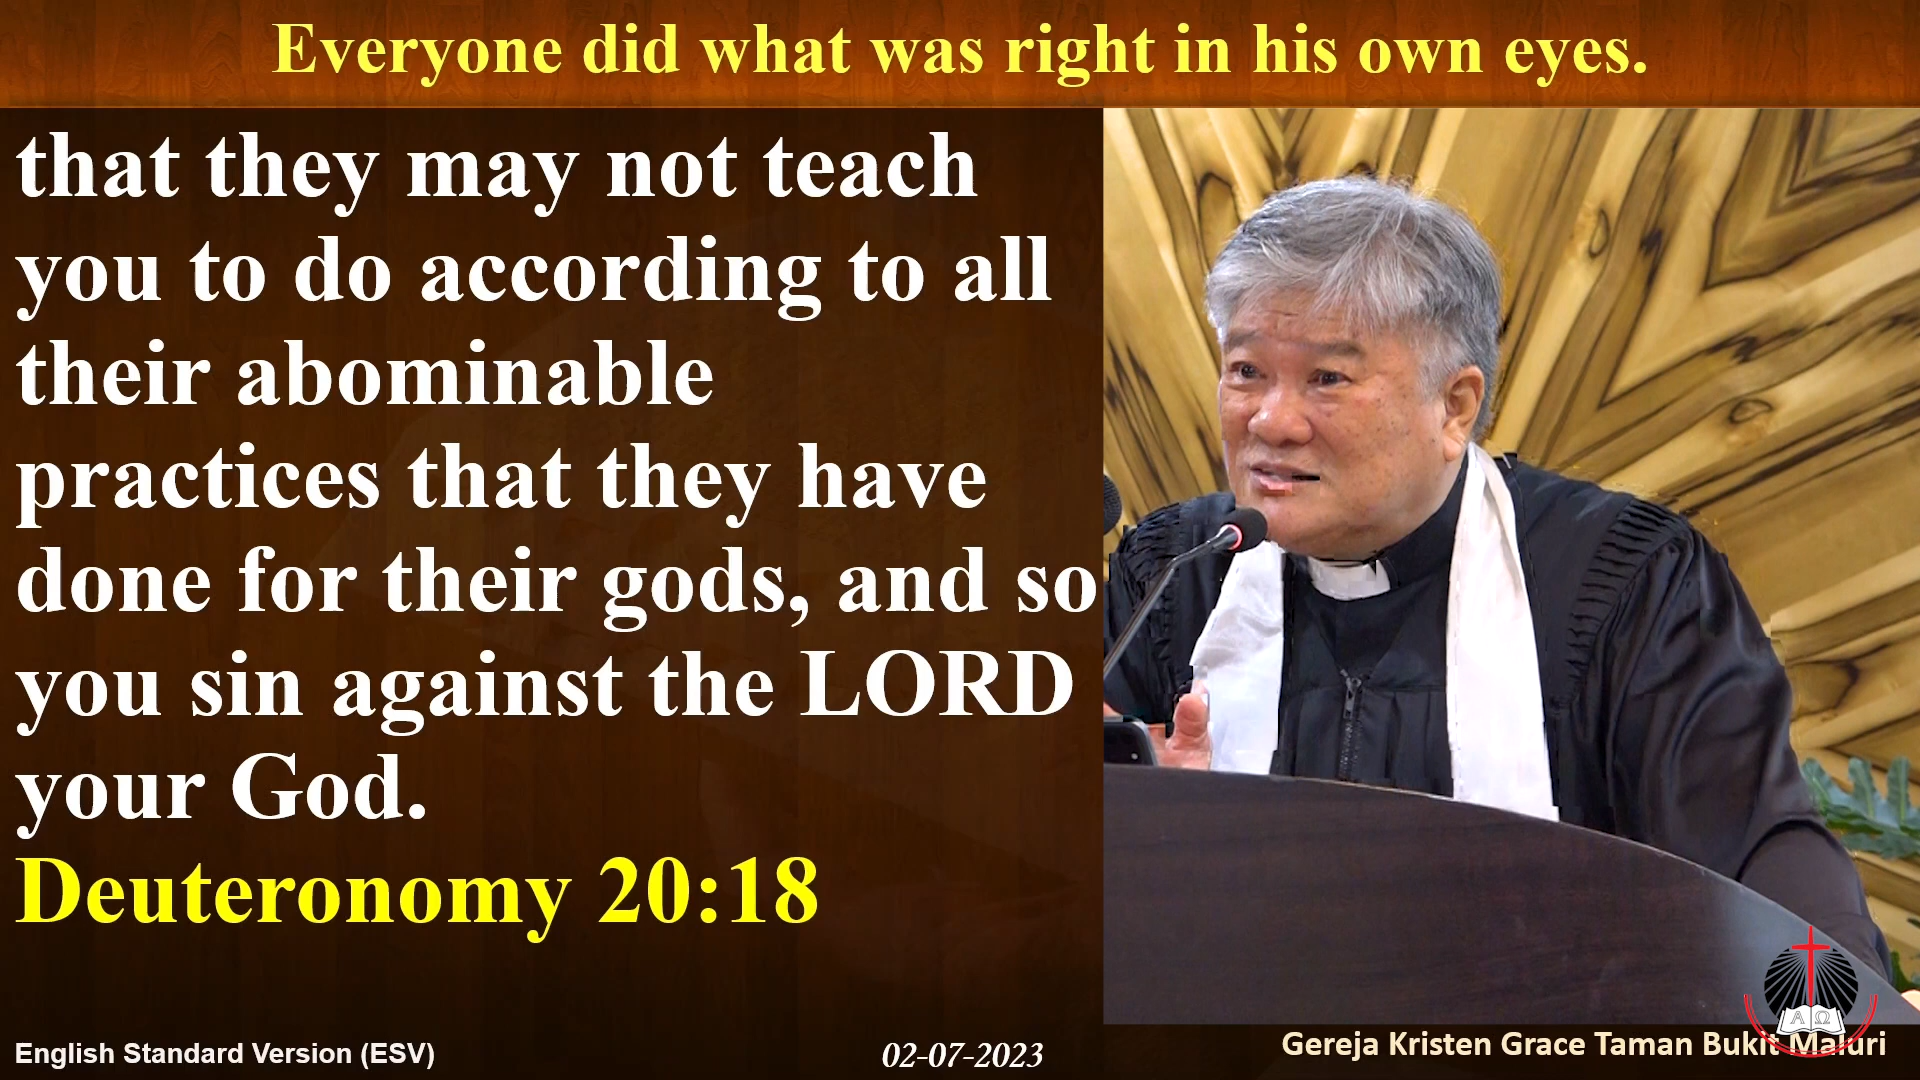 Everyone did what was right in his own eyes.
that they may not teach
you to do according to all
their abominable
practices that they have
done for their gods, and so
you sin against the LORD
your God.
Deuteronomy 20:18
English Standard Version (ESV)
02-07-2023
Gereja Kristen Grace Taman Bukit Maluri
Α Ω